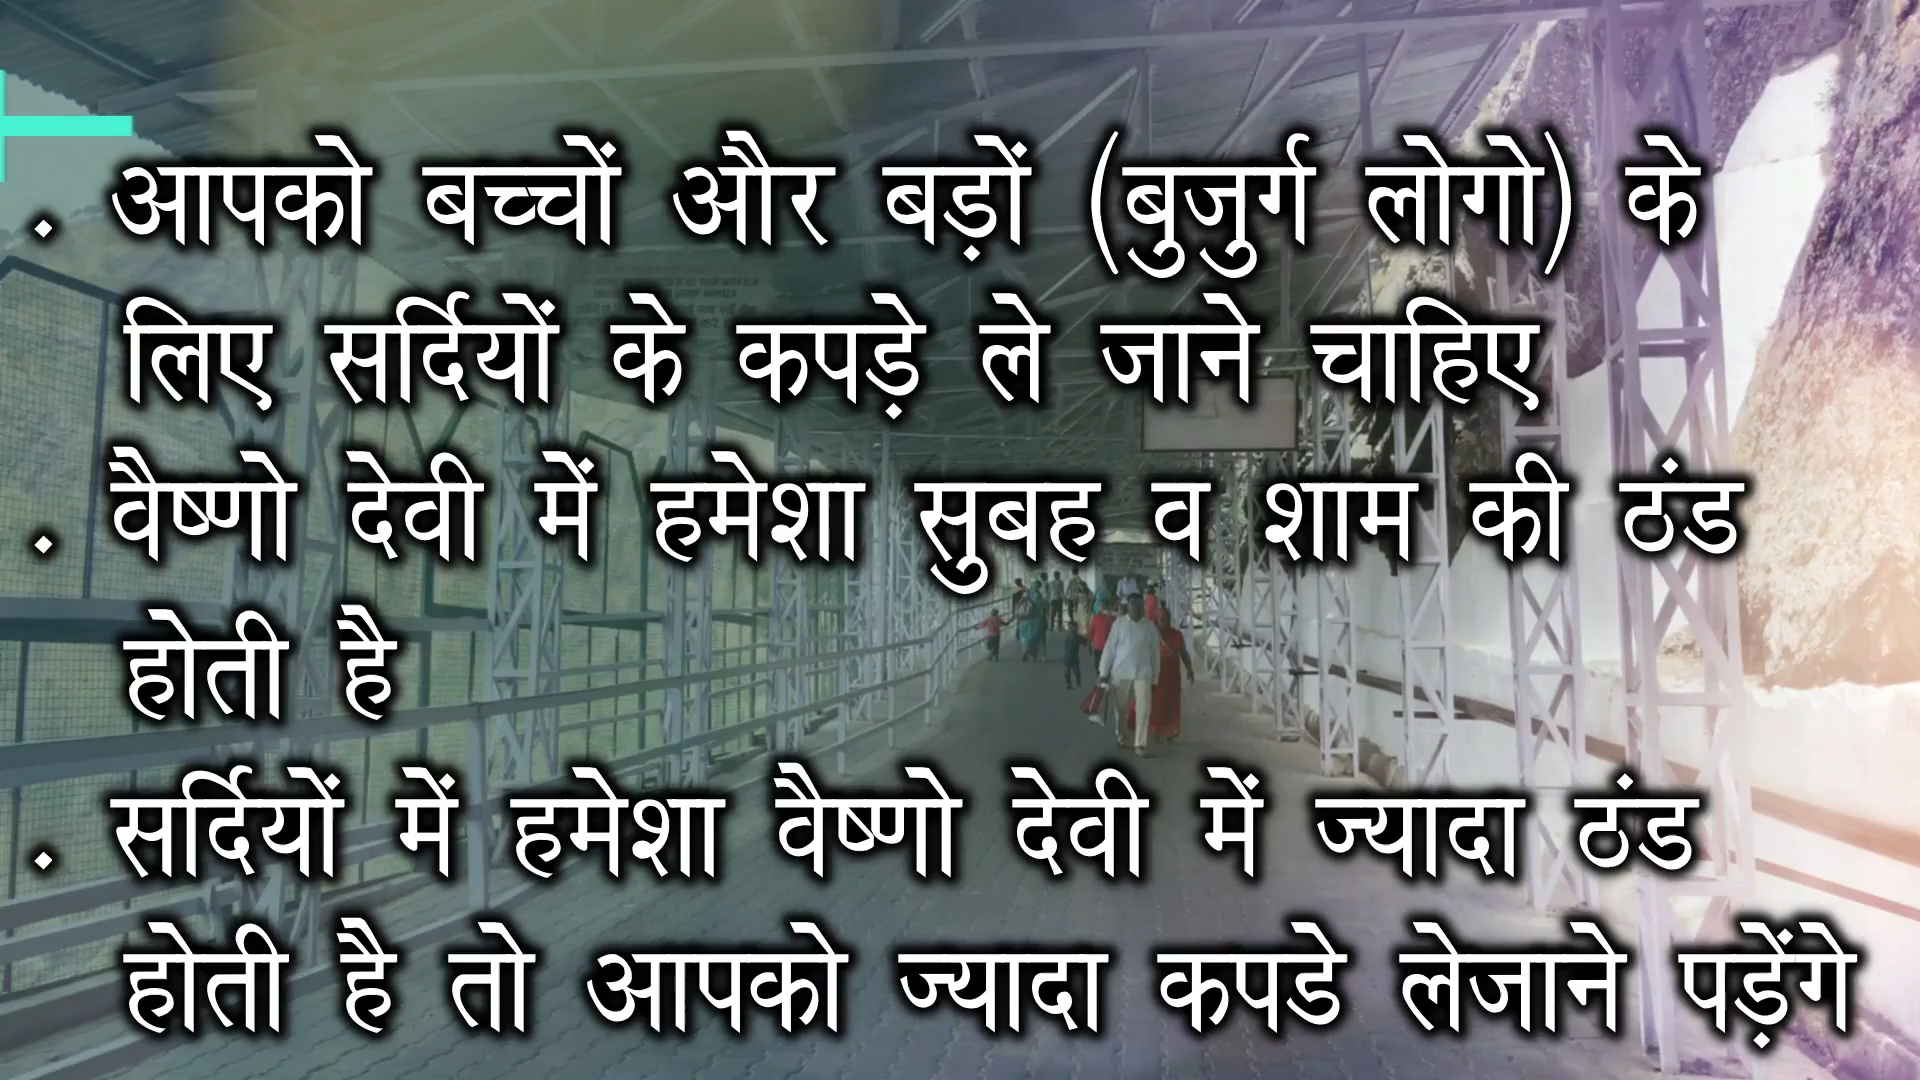 . आपको बच्चों और बड़ों (बुजुर्ग लोगो) के
लिए सर्दियों के कपड़े ले जाने चाहिए
. वैष्णो देवी में हमेशा सुबह व शाम की ठंड
होती है
. सर्दियों में हमेशा वैष्णो देवी में ज्यादा ठंड
होती है तो आपको ज्यादा कपडे लेजाने पड़ेंगे